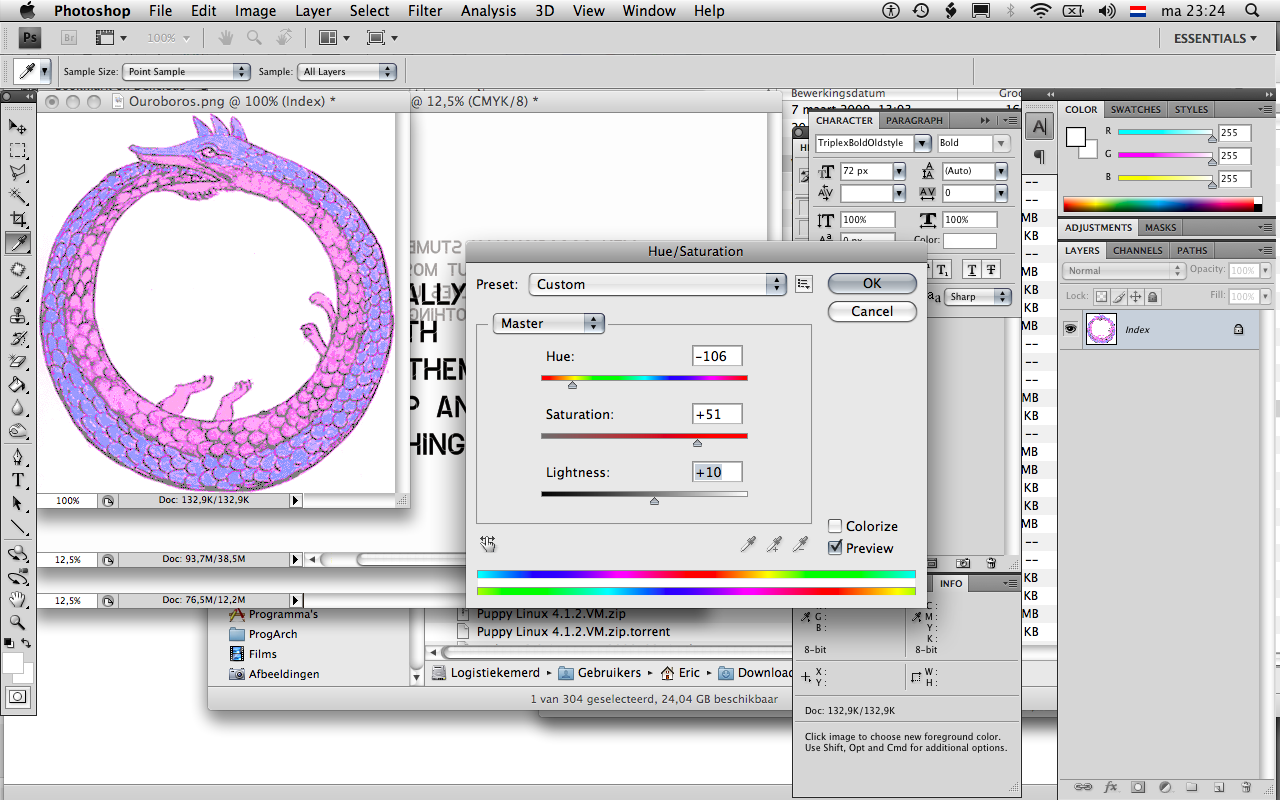 Photoshop File Edit Image Layer Select Filter Analysis 3D View Window Help ma 23:24
Ps Br 100% ESSENTIALS
Sample Size: Point Sample Sample: All Layers
Ouroboros.png @ 100% (Index) * @ 12,5% (CMYK/8) *
Bewerkingsdatum
CHARACTER PARAGRAPH
TriplexBoldOldstyle Bold
72 px (Auto)
0
100% 100%
Color:
Sharp
COLOR SWATCHES STYLES
R 255
G 255
B 255
ADJUSTMENTS MASKS
LAYERS CHANNELS PATHS
Normal Opacity: 100%
Lock: Fill: 100%
Index
--
--
MB
KB
MB
KB
KB
KB
MB
--
--
MB
KB
--
MB
MB
KB
MB
--
--
KB
KB
MB
KB
KB
ALLY
TH
THEM
P AN
HING
Hue/Saturation
Preset: Custom OK
Cancel
Master
Hue: -106
Saturation: +51
Lightness: +10
Colorize
Preview
100% Doc: 132,9K/132,9K
12,5% Doc: 93,7M/38,5M
12,5% Doc: 76,5M/12,2M
Programma's
ProgArch
Films
Afbeeldingen
Puppy Linux 4.1.2.VM.zip
Puppy Linux 4.1.2.VM.zip.torrent
Logistiekemerd Gebruikers Eric Download
1 van 304 geselecteerd, 24,04 GB beschikbaar
INFO
G : M :
B : Y :
K :
8-bit 8-bit
X : W :
Y : H :
Doc: 132,9K/132,9K
Click image to choose new foreground color.
Use Shift, Opt and Cmd for additional options.